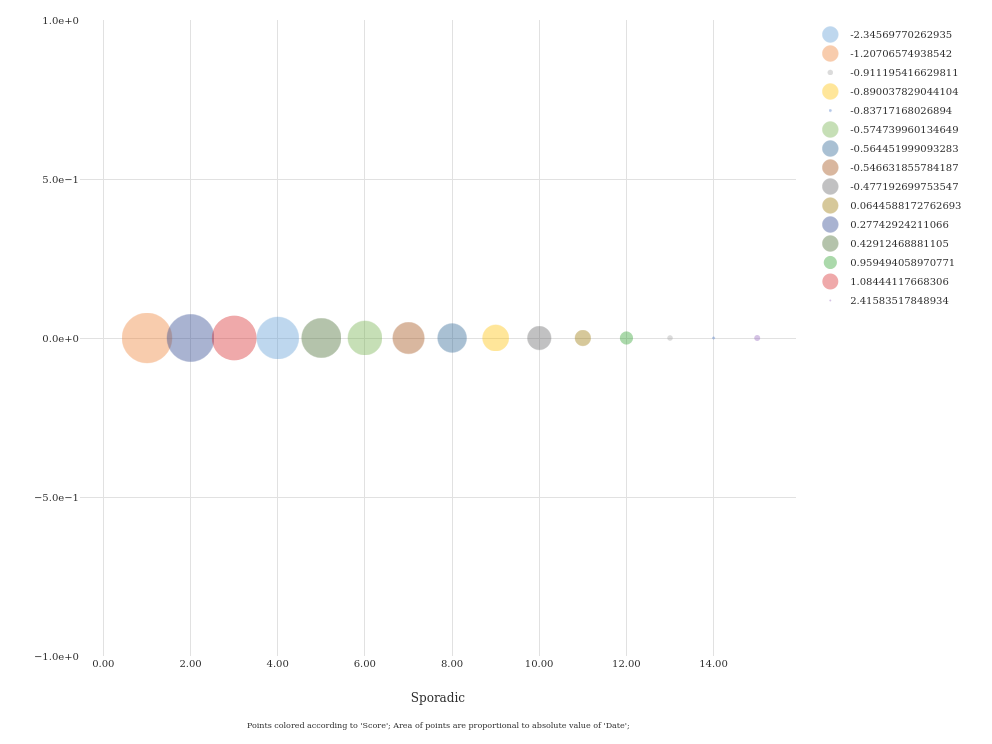 1.0e+0
5.0e−1
0.0e+0
−5.0e−1
−1.0e+0
0.00 2.00 4.00 6.00 8.00 10.00 12.00 14.00
Sporadic
Points colored according to 'Score'; Area of points are proportional to absolute value of 'Date';
-2.34569770262935
-1.20706574938542
-0.911195416629811
-0.890037829044104
-0.83717168026894
-0.574739960134649
-0.564451999093283
-0.546631855784187
-0.477192699753547
0.0644588172762693
0.27742924211066
0.42912468881105
0.959494058970771
1.08444117668306
2.41583517848934